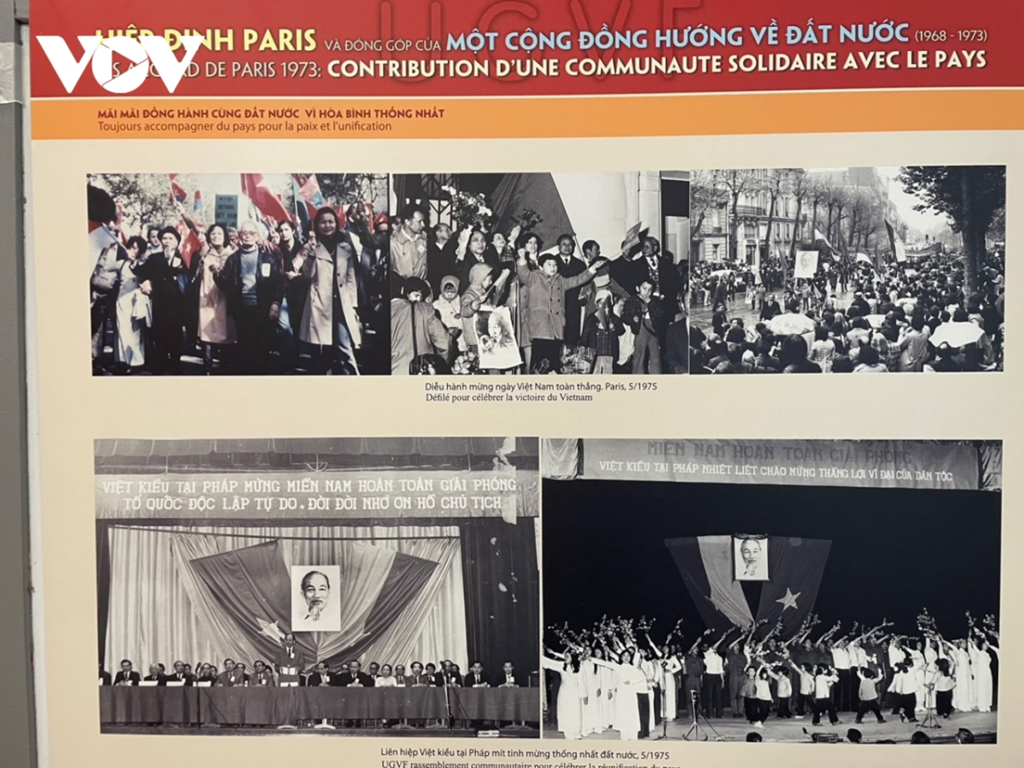 UGVF
HIỆP ĐỊNH PARIS VÀ ĐÓNG GÓP CỦA MỘT CỘNG ĐỒNG HƯỚNG VỀ ĐẤT NƯỚC (1968 - 1973)
VOV
DE PARIS 1973: CONTRIBUTION D'UNE COMMUNAUTE SOLIDAIRE AVEC LE PAYS
MÃI MÃI ĐỒNG HÀNH CÙNG ĐẤT NƯỚC VÌ HÒA BÌNH THỐNG NHẤT
Toujours accompagner du pays pour la paix et l'unification
Diễu hành mừng ngày Việt Nam toàn thắng. Paris, 5/1975
Défilé pour célébrer la victoire du Vietnam
VIỆT KIỀU TẠI PHÁP MỪNG MIỀN NAM HOÀN TOÀN GIẢI PHÓNG
TỔ QUỐC ĐỘC LẬP TỰ DO. ĐỜI ĐỜI NHỚ ƠN HỒ CHỦ TỊCH
MIỀN NAM HOÀN TOÀN GIẢI PHÓNG
VIỆT KIỀU TẠI PHÁP NHIỆT LIỆT CHÀO MỪNG THẮNG LỢI VĨ ĐẠI CỦA DÂN TỘC
Liên hiệp Việt kiều tại Pháp mít tinh mừng thống nhất đất nước, 5/1975
UGVF rassemblement communautaire pour célébrer la réunification du pays